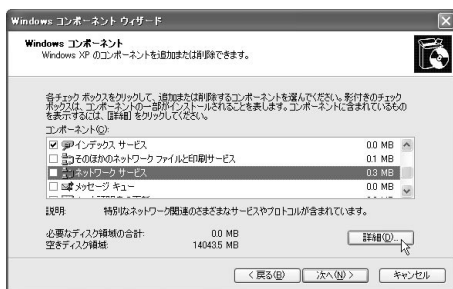 Windows コンポーネント ウィザード
Windows コンポーネント
Windows XP のコンポーネントを追加または削除できます。
各チェック ボックスをクリックして、追加または削除するコンポーネントを選んでください。影付きのチェック
ボックスは、コンポーネントの一部がインストールされることを表します。コンポーネントに含まれているもの
を表示するには、[詳細] をクリックしてください。
コンポーネント(C):
インデックス サービス 0.0 MB
そのほかのネットワーク ファイルと印刷サービス 0.1 MB
ネットワーク サービス 0.3 MB
メッセージ キュー 0.0 MB
説明: 特別なネットワーク関連のさまざまなサービスやプロトコルが含まれています。
必要なディスク領域の合計: 0.0 MB
空きディスク領域: 14043.5 MB
詳細(D)...
< 戻る(B) 次へ(N) > キャンセル